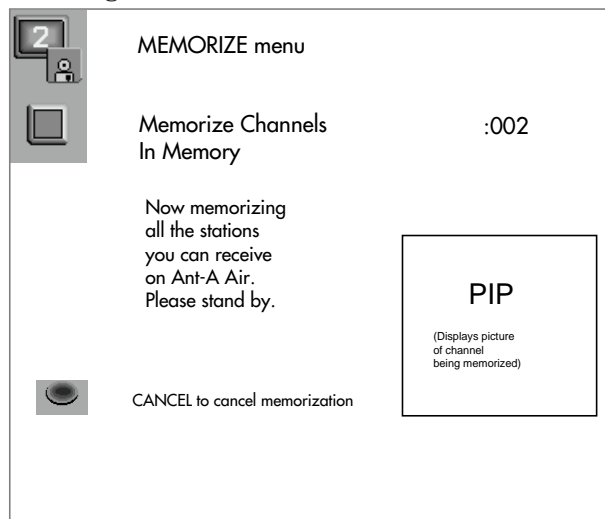 2
MEMORIZE menu
Memorize Channels :002
In Memory
Now memorizing
all the stations
you can receive
on Ant-A Air.
Please stand by.
PIP
(Displays picture
of channel
being memorized)
CANCEL to cancel memorization